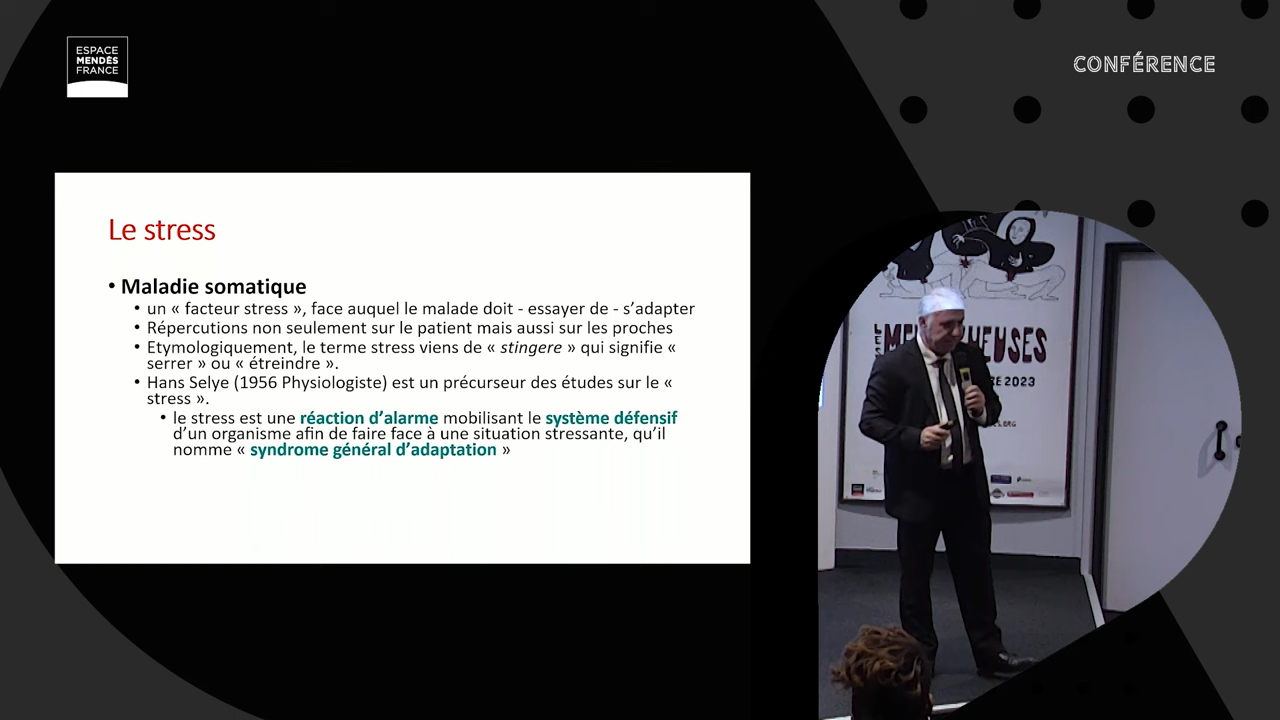 ESPACE
MENDÈS
FRANCE
CONFÉRENCE
Le stress
• Maladie somatique
• un « facteur stress », face auquel le malade doit - essayer de - s’adapter
• Répercutions non seulement sur le patient mais aussi sur les proches
• Etymologiquement, le terme stress viens de « stingere » qui signifie «
serrer » ou « étreindre ».
• Hans Selye (1956 Physiologiste) est un précurseur des études sur le «
stress ».
• le stress est une réaction d’alarme mobilisant le système défensif
d’un organisme afin de faire face à une situation stressante, qu’il
nomme « syndrome général d’adaptation »
LES
2023